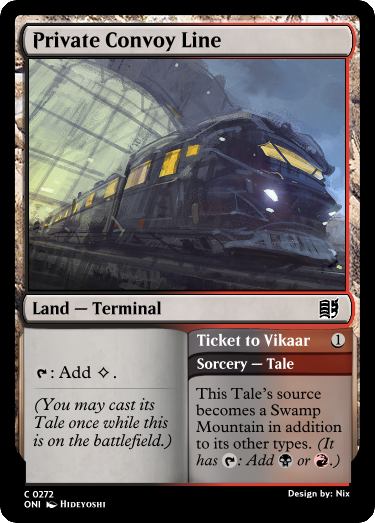 Private Convoy Line
Land — Terminal
: Add .
(You may cast its
Tale once while this
is on the battlefield.)
Ticket to Vikaar 1
Sorcery — Tale
This Tale's source
becomes a Swamp
Mountain in addition
to its other types. (It
has : Add or .)
C 0272
ONI HIDEYOSHI
Design by: Nix